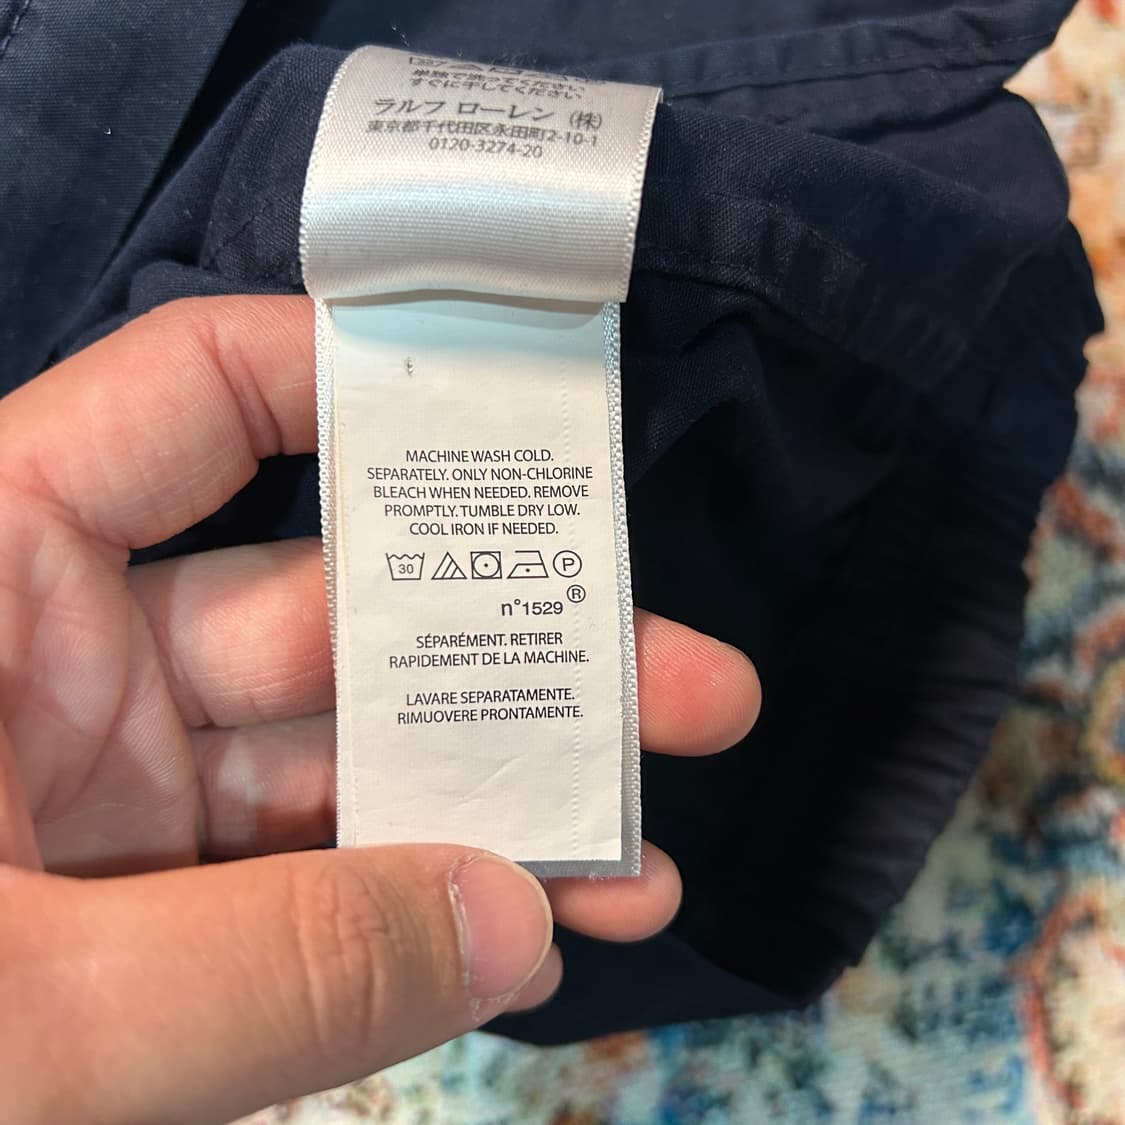 単独で洗ってください
すぐに干してください
ラルフ ローレン (株)
東京都千代田区永田町2-10-1
0120-3274-20
MACHINE WASH COLD.
SEPARATELY. ONLY NON-CHLORINE
BLEACH WHEN NEEDED. REMOVE
PROMPTLY. TUMBLE DRY LOW.
COOL IRON IF NEEDED.
30 P
®
n°1529
SÉPARÉMENT. RETIRER
RAPIDEMENT DE LA MACHINE.
LAVARE SEPARATAMENTE.
RIMUOVERE PRONTAMENTE.